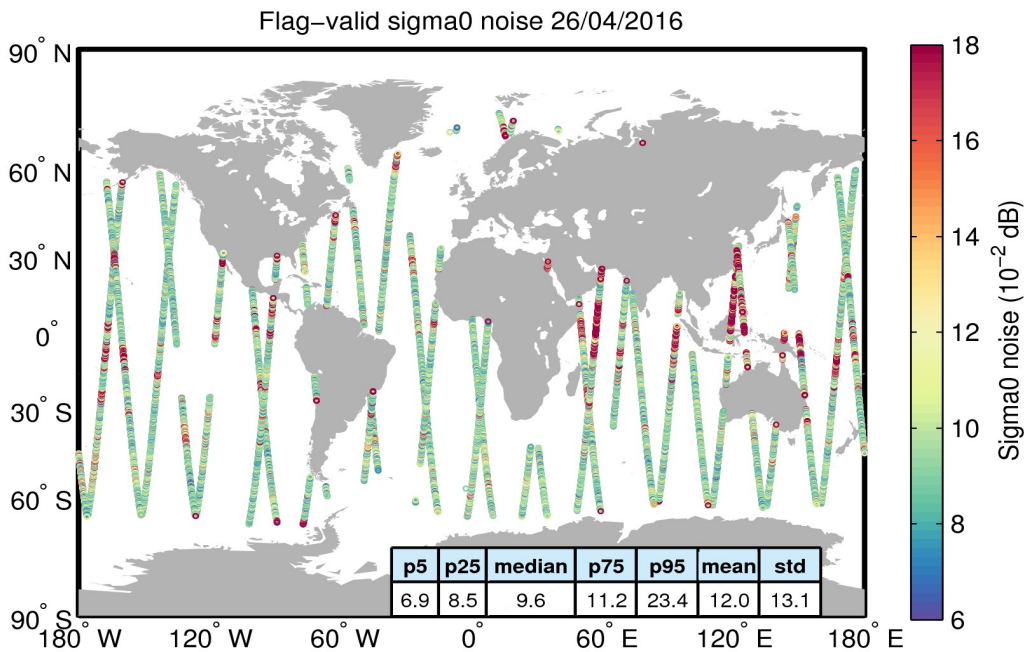 Flag−valid sigma0 noise 26/04/2016
90° N
60° N
30° N
0°
30° S
60° S
90° S
180° W
120° W
60° W
0°
60° E
120° E
180° E
p5 p25 median p75 p95 mean std
6.9 8.5 9.6 11.2 23.4 12.0 13.1
18
16
14
12
10
8
6
Sigma0 noise (10⁻² dB)